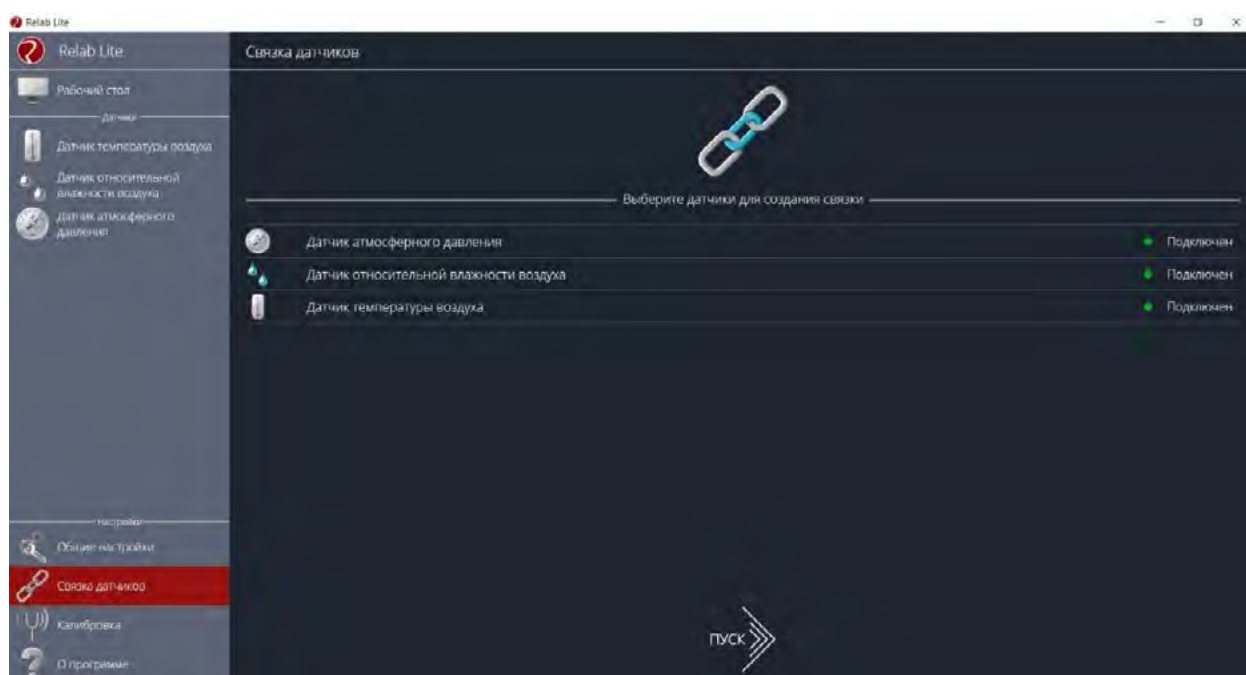 Relab Lite
Relab Lite
Связка датчиков
Рабочий стол
Датчики
Датчик температуры воздуха
Датчик относительной
влажности воздуха
Датчик атмосферного
давления
Выберите датчики для создания связки
Датчик атмосферного давления
Подключен
Датчик относительной влажности воздуха
Подключен
Датчик температуры воздуха
Подключен
Настройки
Общие настройки
Связка датчиков
Калибровка
О программе
ПУСК